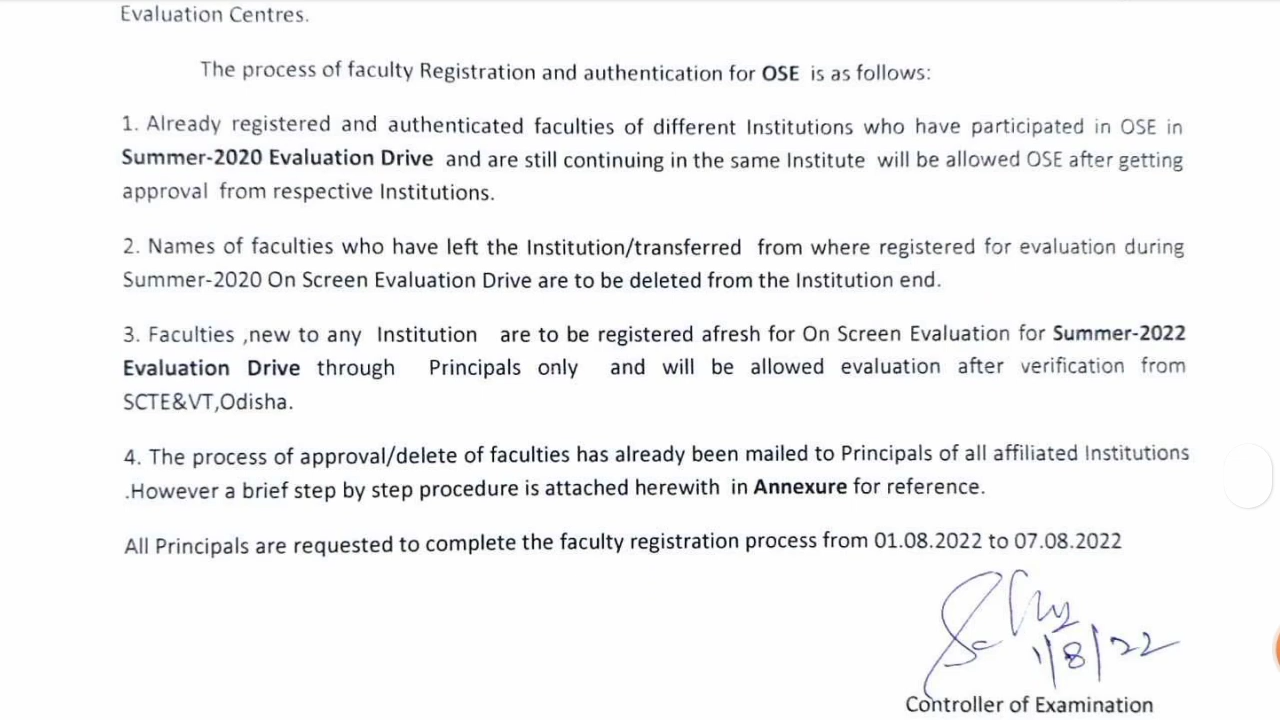 Evaluation Centres.
The process of faculty Registration and authentication for OSE is as follows:
1. Already registered and authenticated faculties of different Institutions who have participated in OSE in
Summer-2020 Evaluation Drive and are still continuing in the same Institute will be allowed OSE after getting
approval from respective Institutions.
2. Names of faculties who have left the Institution/transferred from where registered for evaluation during
Summer-2020 On Screen Evaluation Drive are to be deleted from the Institution end.
3. Faculties ,new to any Institution are to be registered afresh for On Screen Evaluation for Summer-2022
Evaluation Drive through Principals only and will be allowed evaluation after verification from
SCTE&VT,Odisha.
4. The process of approval/delete of faculties has already been mailed to Principals of all affiliated Institutions
.However a brief step by step procedure is attached herewith in Annexure for reference.
All Principals are requested to complete the faculty registration process from 01.08.2022 to 07.08.2022
1/8/22
Controller of Examination